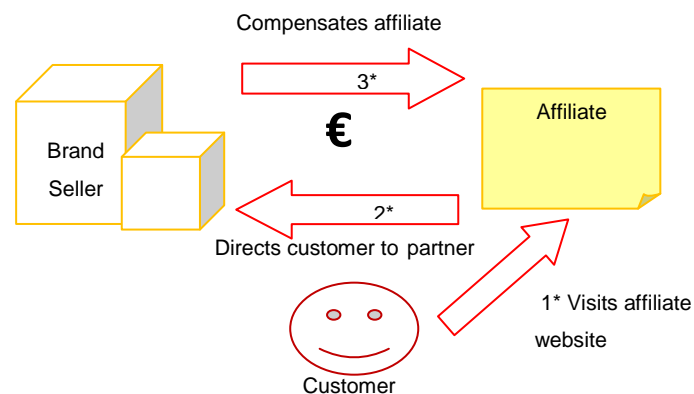 Compensates affiliate
3*
€
Brand
Seller
Affiliate
2*
Directs customer to partner
1* Visits affiliate
website
Customer